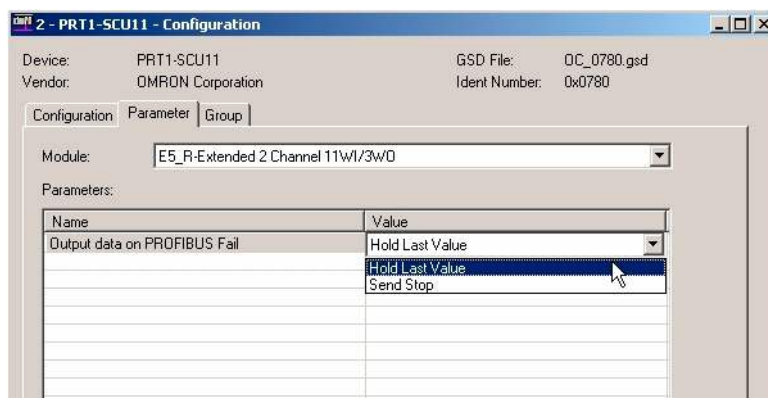 2 - PRT1-SCU11 - Configuration
Device: PRT1-SCU11 GSD File: OC_0780.gsd
Vendor: OMRON Corporation Ident Number: 0x0780
Configuration Parameter Group
Module: E5_R-Extended 2 Channel 11WI/3WO
Parameters:
Name Value
Output data on PROFIBUS Fail Hold Last Value
Hold Last Value
Send Stop